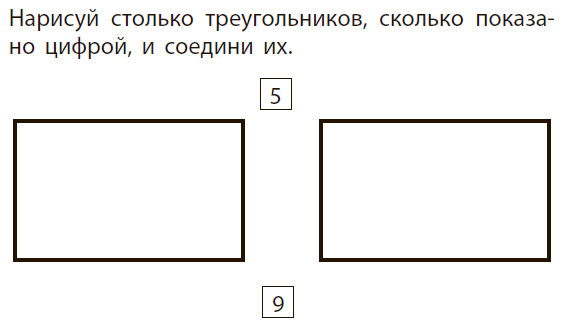 Нарисуй столько треугольников, сколько показа-
но цифрой, и соедини их.
5
9